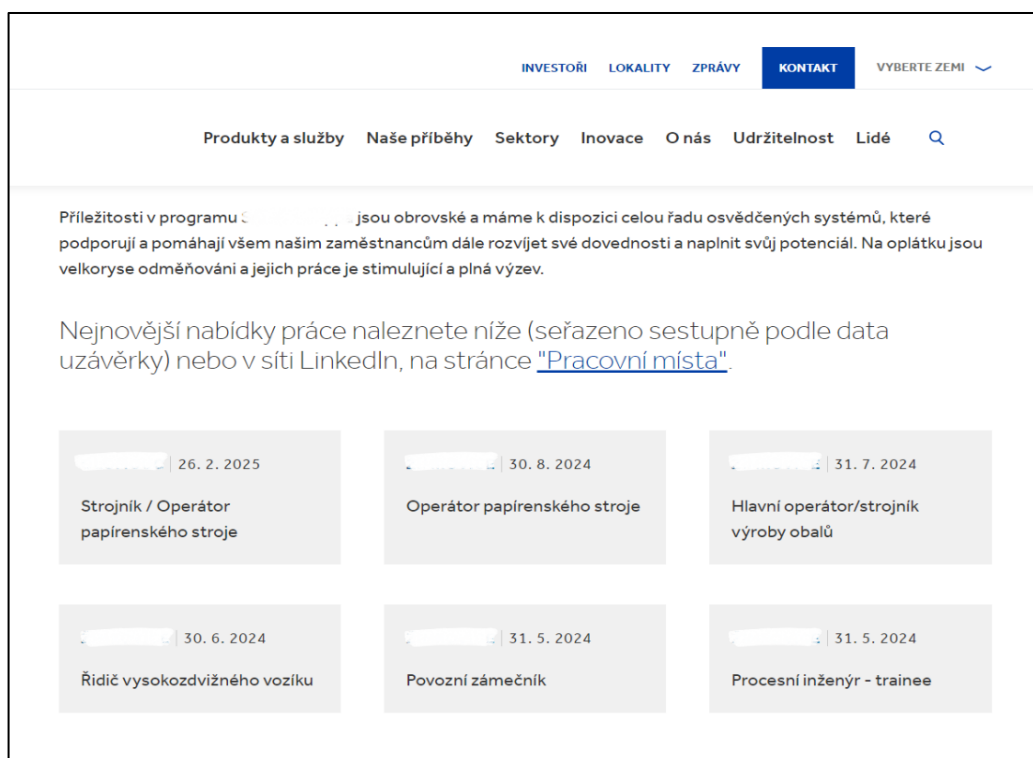 INVESTOŘI LOKALITY ZPRÁVY KONTAKT VYBERTE ZEMI
Produkty a služby Naše příběhy Sektory Inovace O nás Udržitelnost Lidé
Příležitosti v programu jsou obrovské a máme k dispozici celou řadu osvědčených systémů, které
podporují a pomáhají všem našim zaměstnancům dále rozvíjet své dovednosti a naplnit svůj potenciál. Na oplátku jsou
velkoryse odměňováni a jejich práce je stimulující a plná výzev.
Nejnovější nabídky práce naleznete níže (seřazeno sestupně podle data
uzávěrky) nebo v síti LinkedIn, na stránce "Pracovní místa".
26. 2. 2025
Strojník / Operátor
papírenského stroje
30. 8. 2024
Operátor papírenského stroje
31. 7. 2024
Hlavní operátor/strojník
výroby obalů
30. 6. 2024
Řidič vysokozdvižného vozíku
31. 5. 2024
Povozní zámečník
31. 5. 2024
Procesní inženýr - trainee